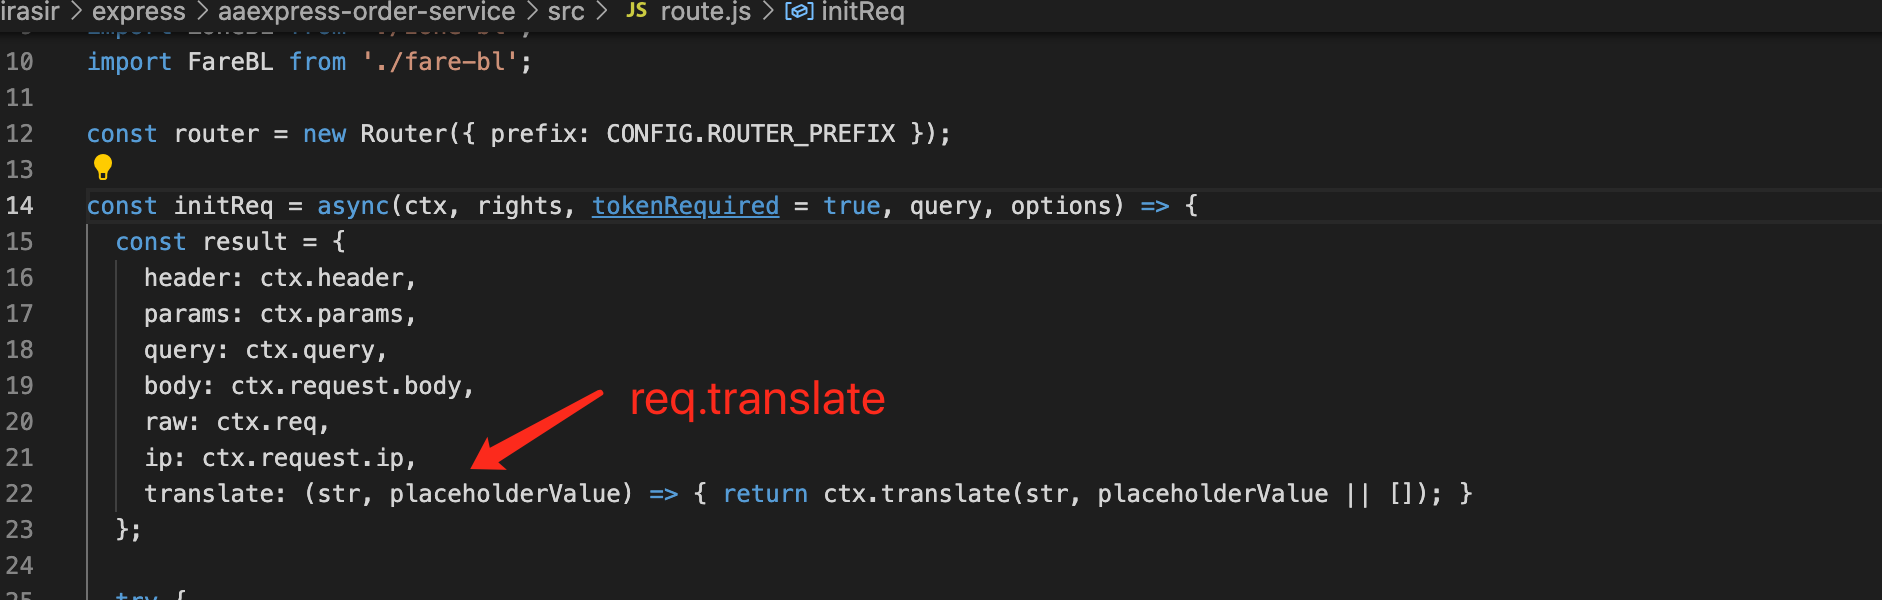 irasir > express > aaexpress-order-service > src > JS route.js > initReq
10 import FareBL from './fare-bl';
11
12 const router = new Router({ prefix: CONFIG.ROUTER_PREFIX });
13
14 const initReq = async(ctx, rights, tokenRequired = true, query, options) => {
15 const result = {
16 header: ctx.header,
17 params: ctx.params,
18 query: ctx.query,
19 body: ctx.request.body,
req.translate
20 raw: ctx.req,
21 ip: ctx.request.ip,
22 translate: (str, placeholderValue) => { return ctx.translate(str, placeholderValue || []); }
23 };
24
25 try {